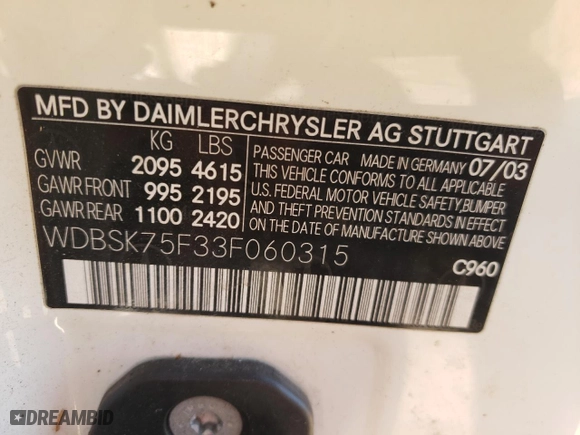 MFD BY DAIMLERCHRYSLER AG STUTTGART
KG LBS
GVWR 2095 4615
GAWR FRONT 995 2195
GAWR REAR 1100 2420
PASSENGER CAR MADE IN GERMANY 07/03
THIS VEHICLE CONFORMS TO ALL APPLICABLE
U.S. FEDERAL MOTOR VEHICLE SAFETY, BUMPER
AND THEFT PREVENTION STANDARDS IN
EFFECT ON THE DATE OF MANUFACTURE
SHOWN ABOVE.
WDBSK75F33F060315
C960
DREAMBID